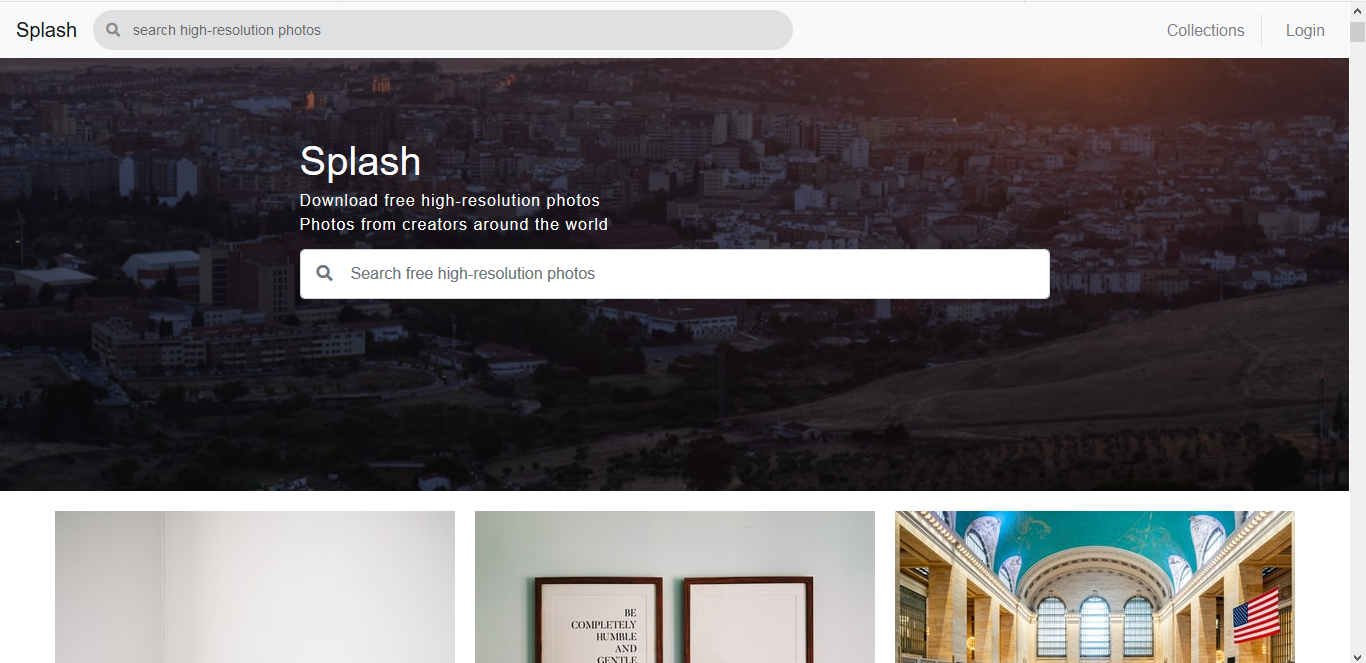 Splash
search high-resolution photos
Collections
Login
Splash
Download free high-resolution photos
Photos from creators around the world
Search free high-resolution photos
BE
COMPLETELY
HUMBLE
AND
GENTLE